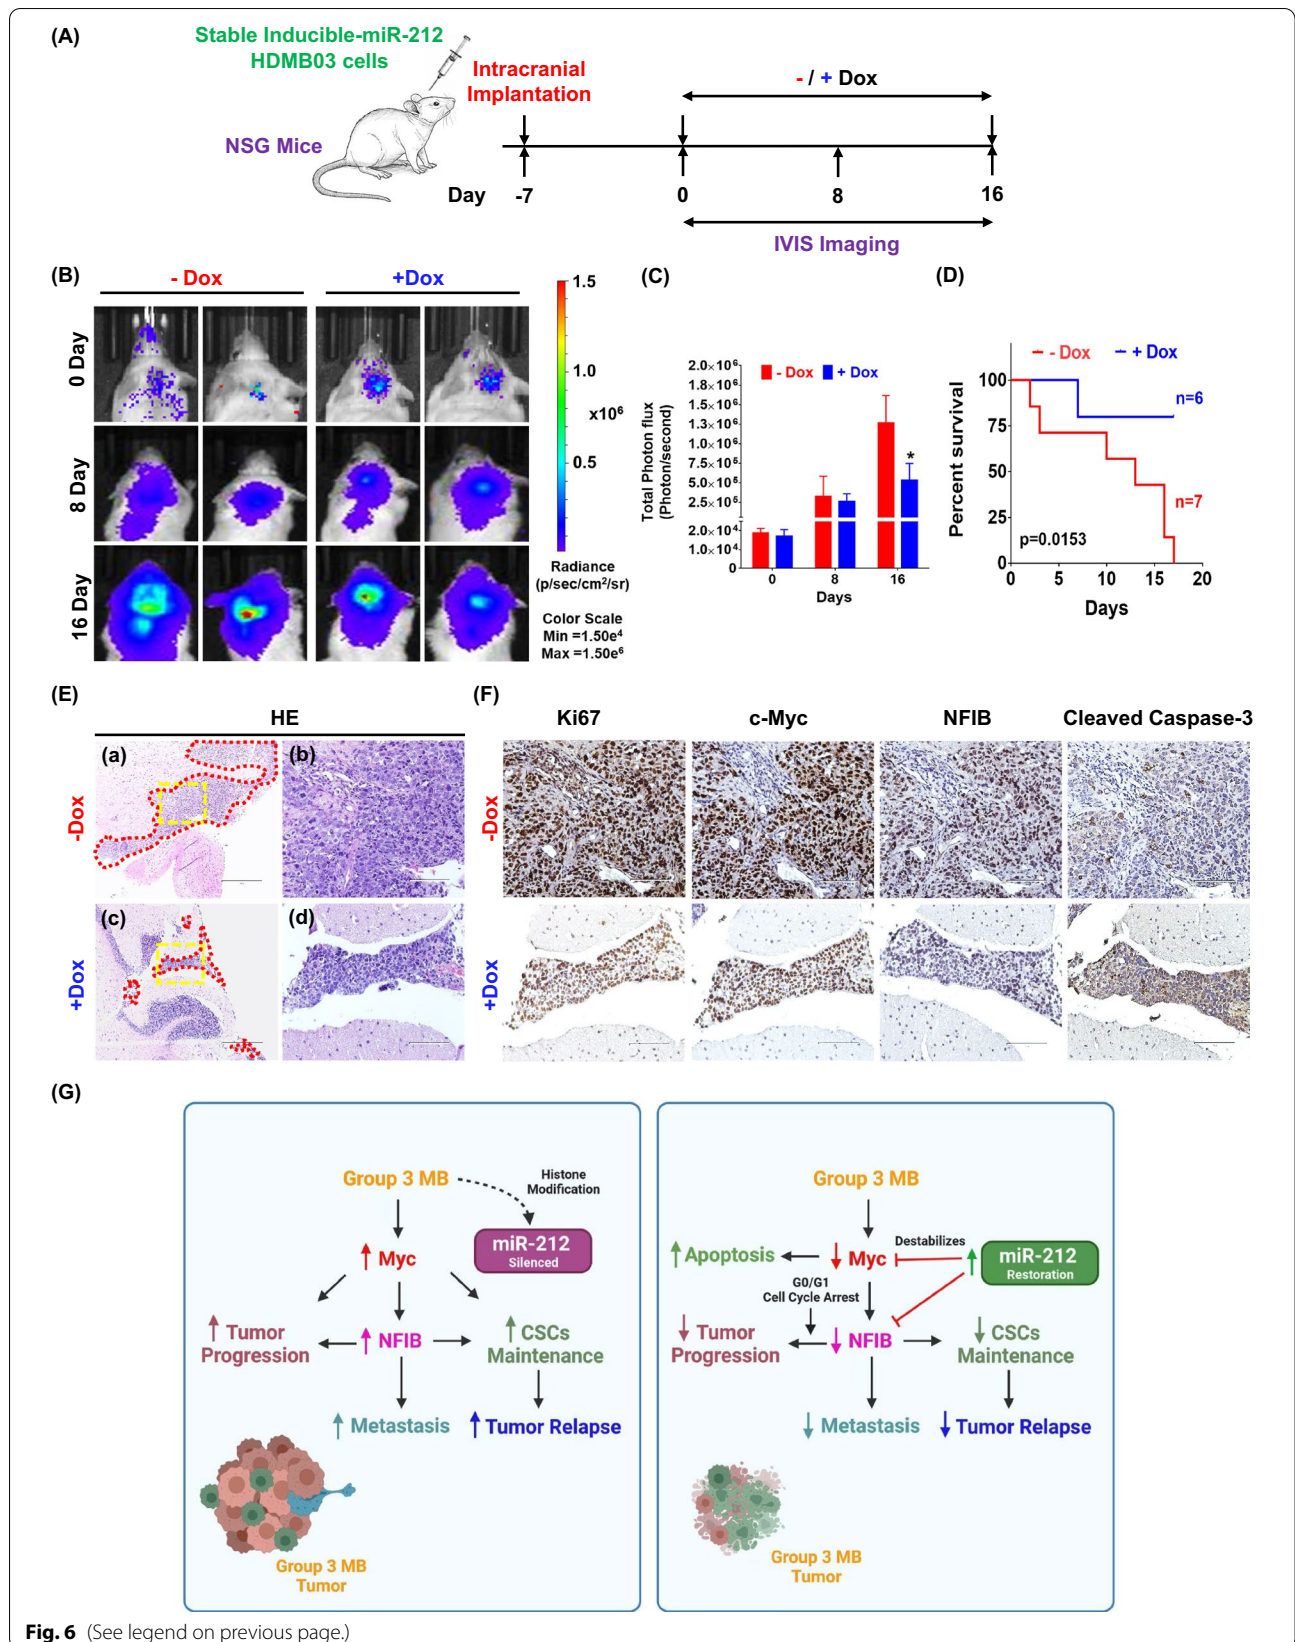 (A)
Stable Inducible-miR-212
HDMB03 cells
Intracranial
Implantation
NSG Mice
- / + Dox
Day
-7
0
8
16
IVIS Imaging
(B)
- Dox
+Dox
0 Day
8 Day
16 Day
1.5
1.0
x10⁶
0.5
Radiance
(p/sec/cm²/sr)
Color Scale
Min =1.50e⁴
Max =1.50e⁶
(C)
Total Photon flux
(Photon/second)
2.0×10⁶
1.8×10⁶
1.5×10⁶
1.3×10⁶
1.0×10⁶
7.5×10⁵
5.0×10⁵
2.5×10⁵
2.0×10⁴
1.0×10⁴
0
- Dox
+ Dox
*
0
8
16
Days
(D)
- Dox
+ Dox
Percent survival
100
75
50
25
0
n=6
n=7
p=0.0153
0
5
10
15
20
Days
(E)
HE
-Dox
+Dox
(a)
(b)
(c)
(d)
(F)
Ki67
c-Myc
NFIB
Cleaved Caspase-3
-Dox
+Dox
(G)
Group 3 MB
Histone
Modification
miR-212
Silenced
Myc
Tumor
Progression
NFIB
CSCs
Maintenance
Metastasis
Tumor Relapse
Group 3 MB
Tumor
Group 3 MB
Destabilizes
Apoptosis
Myc
miR-212
Restoration
G0/G1
Cell Cycle Arrest
Tumor
Progression
NFIB
CSCs
Maintenance
Metastasis
Tumor Relapse
Group 3 MB
Tumor
Fig. 6 (See legend on previous page.)